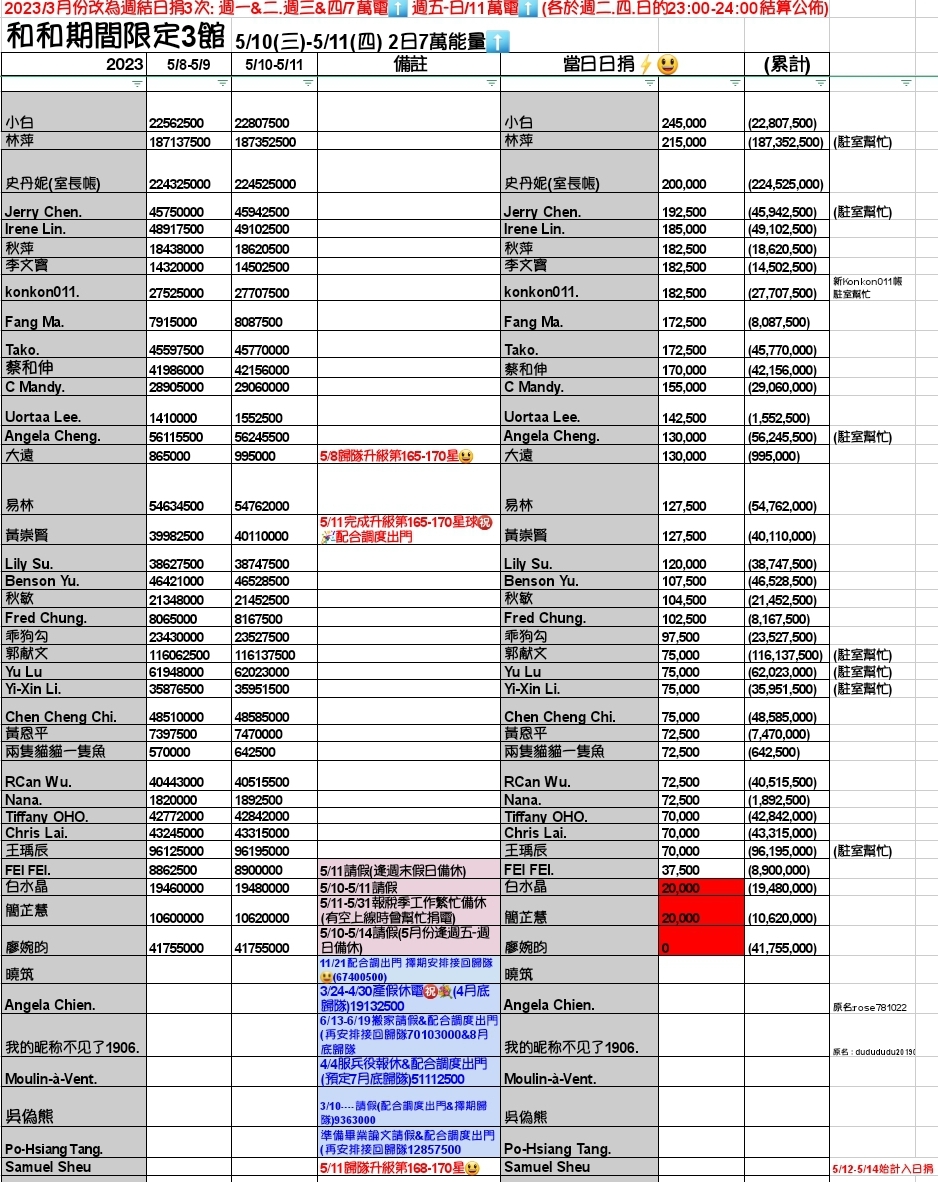 2023/3月份改為週結日捐3次: 週一&二.週三&四/7萬電⬆️ 週五-日/11萬電⬆️ (各於週二.四.日的23:00-24:00結算公佈)
和和期間限定3館 5/10(三)-5/11(四) 2日7萬能量⬆️
2023 5/8-5/9 5/10-5/11 備註 當日日捐⚡😃 (累計)
小白 22562500 22807500 小白 245,000 (22,807,500)
林萍 187137500 187352500 林萍 215,000 (187,352,500) (駐室幫忙)
史丹妮(室長帳) 224325000 224525000 史丹妮(室長帳) 200,000 (224,525,000)
Jerry Chen. 45750000 45942500 Jerry Chen. 192,500 (45,942,500) (駐室幫忙)
Irene Lin. 48917500 49102500 Irene Lin. 185,000 (49,102,500)
秋萍 18438000 18620500 秋萍 182,500 (18,620,500)
李文寶 14320000 14502500 李文寶 182,500 (14,502,500)
konkon011. 27525000 27707500 konkon011. 182,500 (27,707,500) 新Konkon011帳
駐室幫忙
Fang Ma. 7915000 8087500 Fang Ma. 172,500 (8,087,500)
Tako. 45597500 45770000 Tako. 172,500 (45,770,000)
蔡和伸 41986000 42156000 蔡和伸 170,000 (42,156,000)
C Mandy. 28905000 29060000 C Mandy. 155,000 (29,060,000)
Uortaa Lee. 1410000 1552500 Uortaa Lee. 142,500 (1,552,500)
Angela Cheng. 56115500 56245500 Angela Cheng. 130,000 (56,245,500) (駐室幫忙)
大遠 865000 995000 5/8歸隊升級第165-170星😃 大遠 130,000 (995,000)
易林 54634500 54762000 易林 127,500 (54,762,000)
黃崇賢 39982500 40110000 5/11完成升級第165-170星球㊗️
🎉配合調度出門 黃崇賢 127,500 (40,110,000)
Lily Su. 38627500 38747500 Lily Su. 120,000 (38,747,500)
Benson Yu. 46421000 46528500 Benson Yu. 107,500 (46,528,500)
秋敏 21348000 21452500 秋敏 104,500 (21,452,500)
Fred Chung. 8065000 8167500 Fred Chung. 102,500 (8,167,500)
乖狗勾 23430000 23527500 乖狗勾 97,500 (23,527,500)
郭献文 116062500 116137500 郭献文 75,000 (116,137,500) (駐室幫忙)
Yu Lu 61948000 62023000 Yu Lu 75,000 (62,023,000) (駐室幫忙)
Yi-Xin Li. 35876500 35951500 Yi-Xin Li. 75,000 (35,951,500) (駐室幫忙)
Chen Cheng Chi. 48510000 48585000 Chen Cheng Chi. 75,000 (48,585,000)
黃恩平 7397500 7470000 黃恩平 72,500 (7,470,000)
兩隻貓貓一隻魚 570000 642500 兩隻貓貓一隻魚 72,500 (642,500)
RCan Wu. 40443000 40515500 RCan Wu. 72,500 (40,515,500)
Nana. 1820000 1892500 Nana. 72,500 (1,892,500)
Tiffany OHO. 42772000 42842000 Tiffany OHO. 70,000 (42,842,000)
Chris Lai. 43245000 43315000 Chris Lai. 70,000 (43,315,000)
王瑀辰 96125000 96195000 王瑀辰 70,000 (96,195,000) (駐室幫忙)
FEI FEI. 8862500 8900000 5/11請假(逢週末假日備休) FEI FEI. 37,500 (8,900,000)
白水晶 19460000 19480000 5/10-5/11請假 白水晶 20,000 (19,480,000)
簡芷慧 10600000 10620000 5/11-5/31報稅季工作繁忙備休
(有空上線時會幫忙捐電) 簡芷慧 20,000 (10,620,000)
廖婉昀 41755000 41755000 5/10-5/14請假(5月份逢週五-週
日備休) 廖婉昀 0 (41,755,000)
曉筑 11/21配合調出門 擇期安排接回歸隊
😃(67400500) 曉筑
Angela Chien. 3/24-4/30產假休電㊗️🤱(4月底
歸隊)19132500 Angela Chien. 原名rose781022
我的昵称不见了1906. 6/13-6/19搬家請假&配合調度出門
(再安排接回歸隊70103000&8月
底歸隊 我的昵称不见了1906. 原名：dudududu2019
Moulin-à-Vent. 4/4服兵役報休&配合調度出門
(預定7月底歸隊)51112500 Moulin-à-Vent.
吳偽熊 3/10----請假(配合調度出門&擇期歸
隊)9363000 吳偽熊
Po-Hsiang Tang. 準備畢業論文請假&配合調度出門
(再安排接回歸隊12857500 Po-Hsiang Tang.
Samuel Sheu 5/11歸隊升級第168-170星😃 Samuel Sheu 5/12-5/14始計入日捐